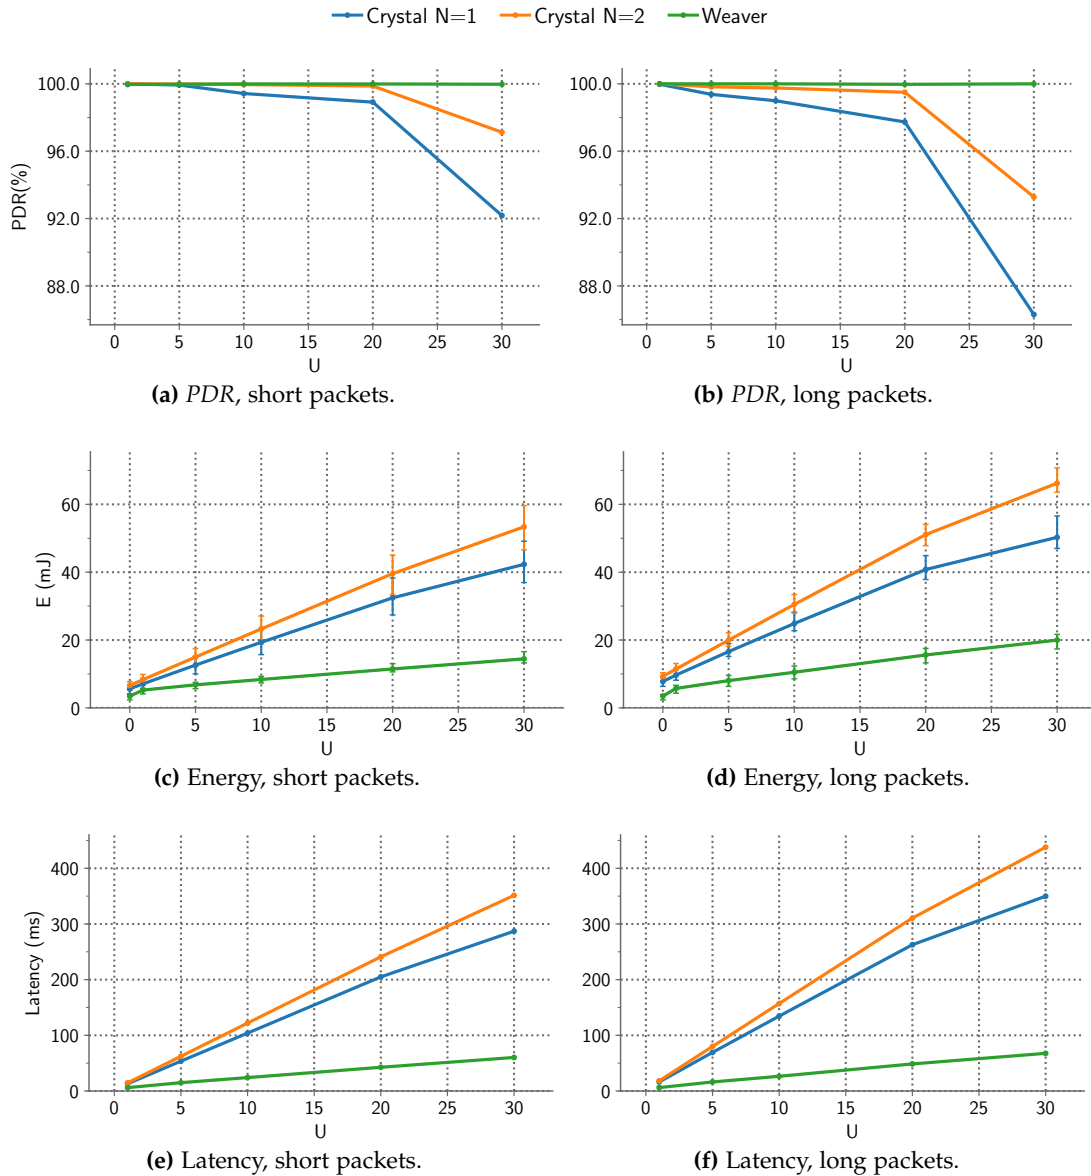 Crystal N=1 Crystal N=2 Weaver
100.0
96.0
92.0
88.0
PDR(%)
0 5 10 15 20 25 30
U
(a) PDR, short packets.
100.0
96.0
92.0
88.0
0 5 10 15 20 25 30
U
(b) PDR, long packets.
60
40
20
0
E (mJ)
0 5 10 15 20 25 30
U
(c) Energy, short packets.
60
40
20
0
0 5 10 15 20 25 30
U
(d) Energy, long packets.
400
300
200
100
0
Latency (ms)
0 5 10 15 20 25 30
U
(e) Latency, short packets.
400
300
200
100
0
0 5 10 15 20 25 30
U
(f) Latency, long packets.